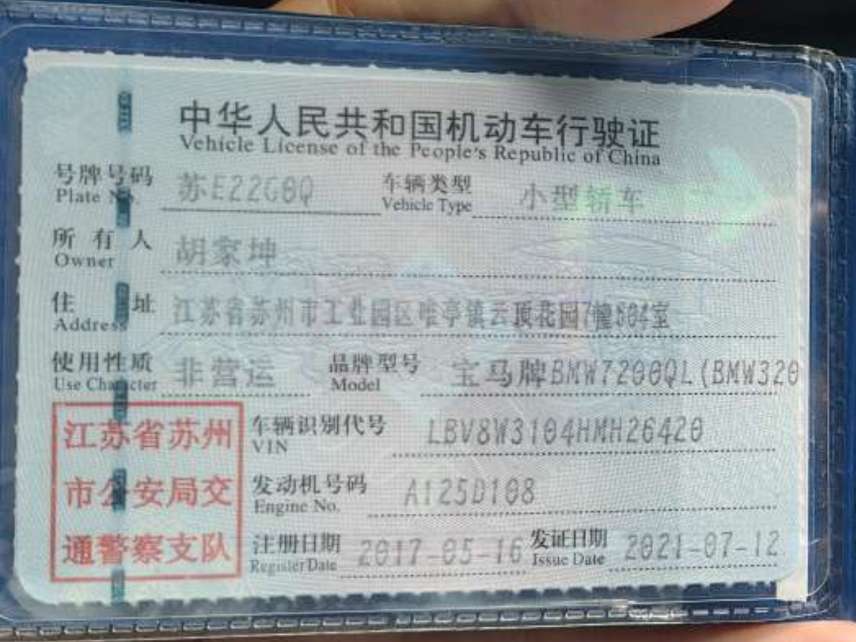 中华人民共和国机动车行驶证
Vehicle License of the People's Republic of China
号牌号码 苏E22G8Q 车辆类型 小型轿车
Plate No. Vehicle Type
所有人 胡家坤
Owner
住址 江苏省苏州市工业园区唯亭镇云顶花园7幢504室
Address
使用性质 非营运 品牌型号 宝马牌BMW7200QL(BMW320
Use Character Model
江苏省苏州 车辆识别代号 LBV8W3104HMH26420
VIN
市公安局交 发动机号码 A125D108
Engine No.
通警察支队 注册日期 2017-05-16 发证日期 2021-07-12
Register Date Issue Date